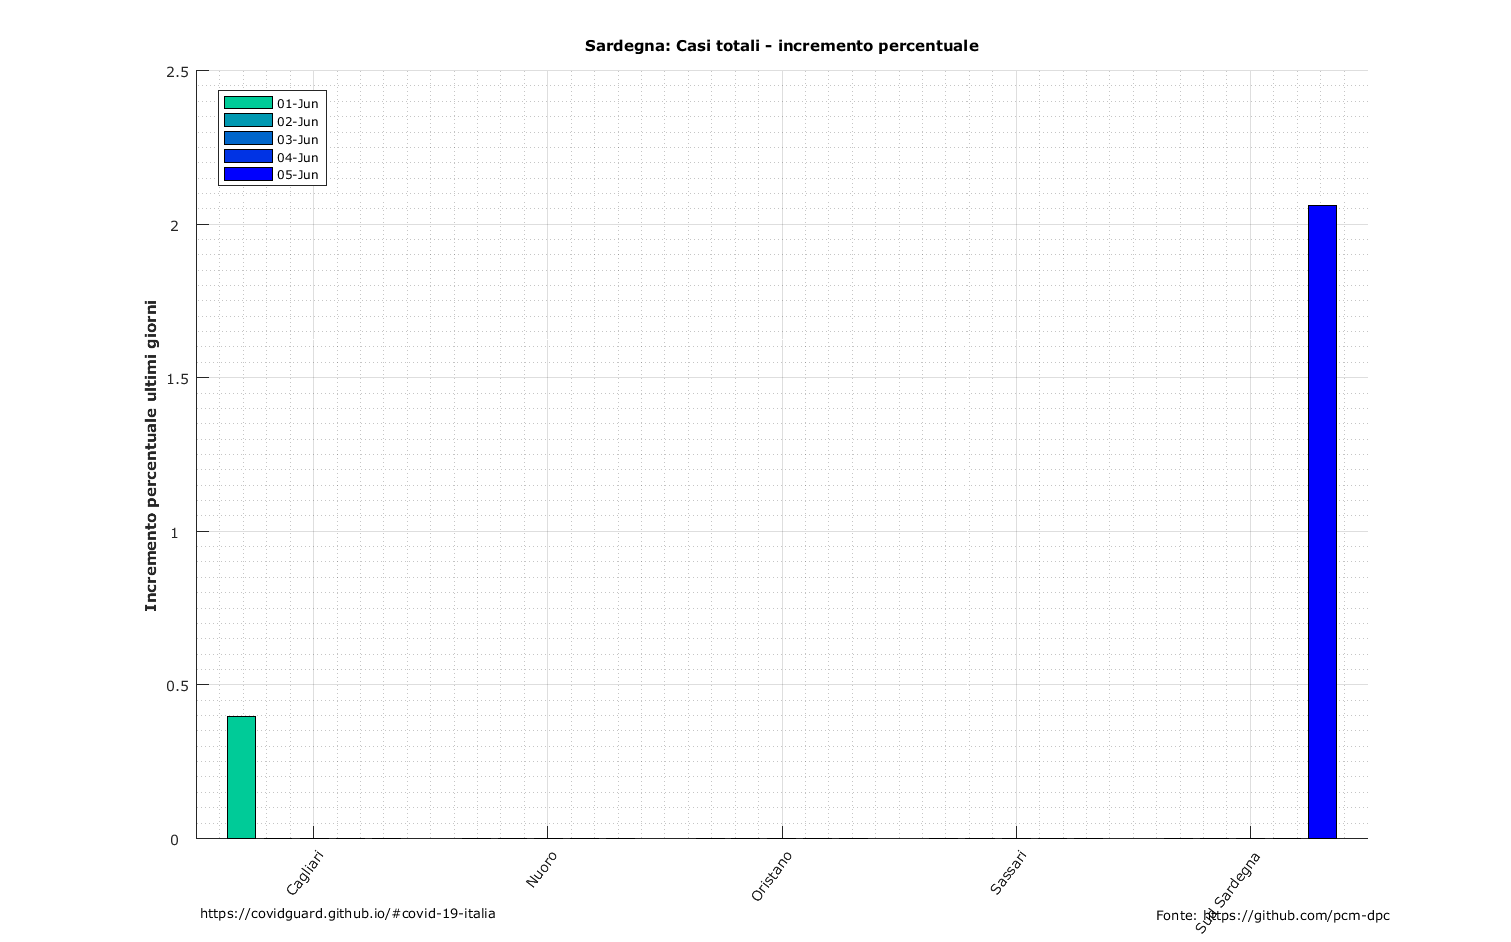 Sardegna: Casi totali - incremento percentuale
2.5
2
1.5
1
0.5
0
Incremento percentuale ultimi giorni
01-Jun
02-Jun
03-Jun
04-Jun
05-Jun
Cagliari
Nuoro
Oristano
Sassari
Sud Sardegna
https://covidguard.github.io/#covid-19-italia
Fonte: https://github.com/pcm-dpc